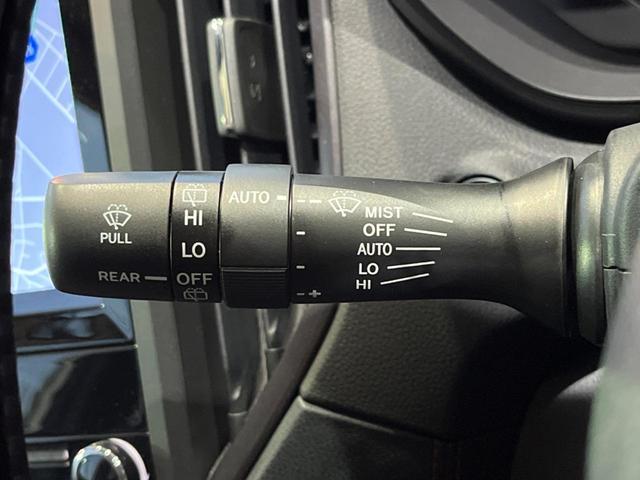 PULL
REAR
HI
LO
OFF
AUTO
- +
MIST
OFF
AUTO
LO
HI